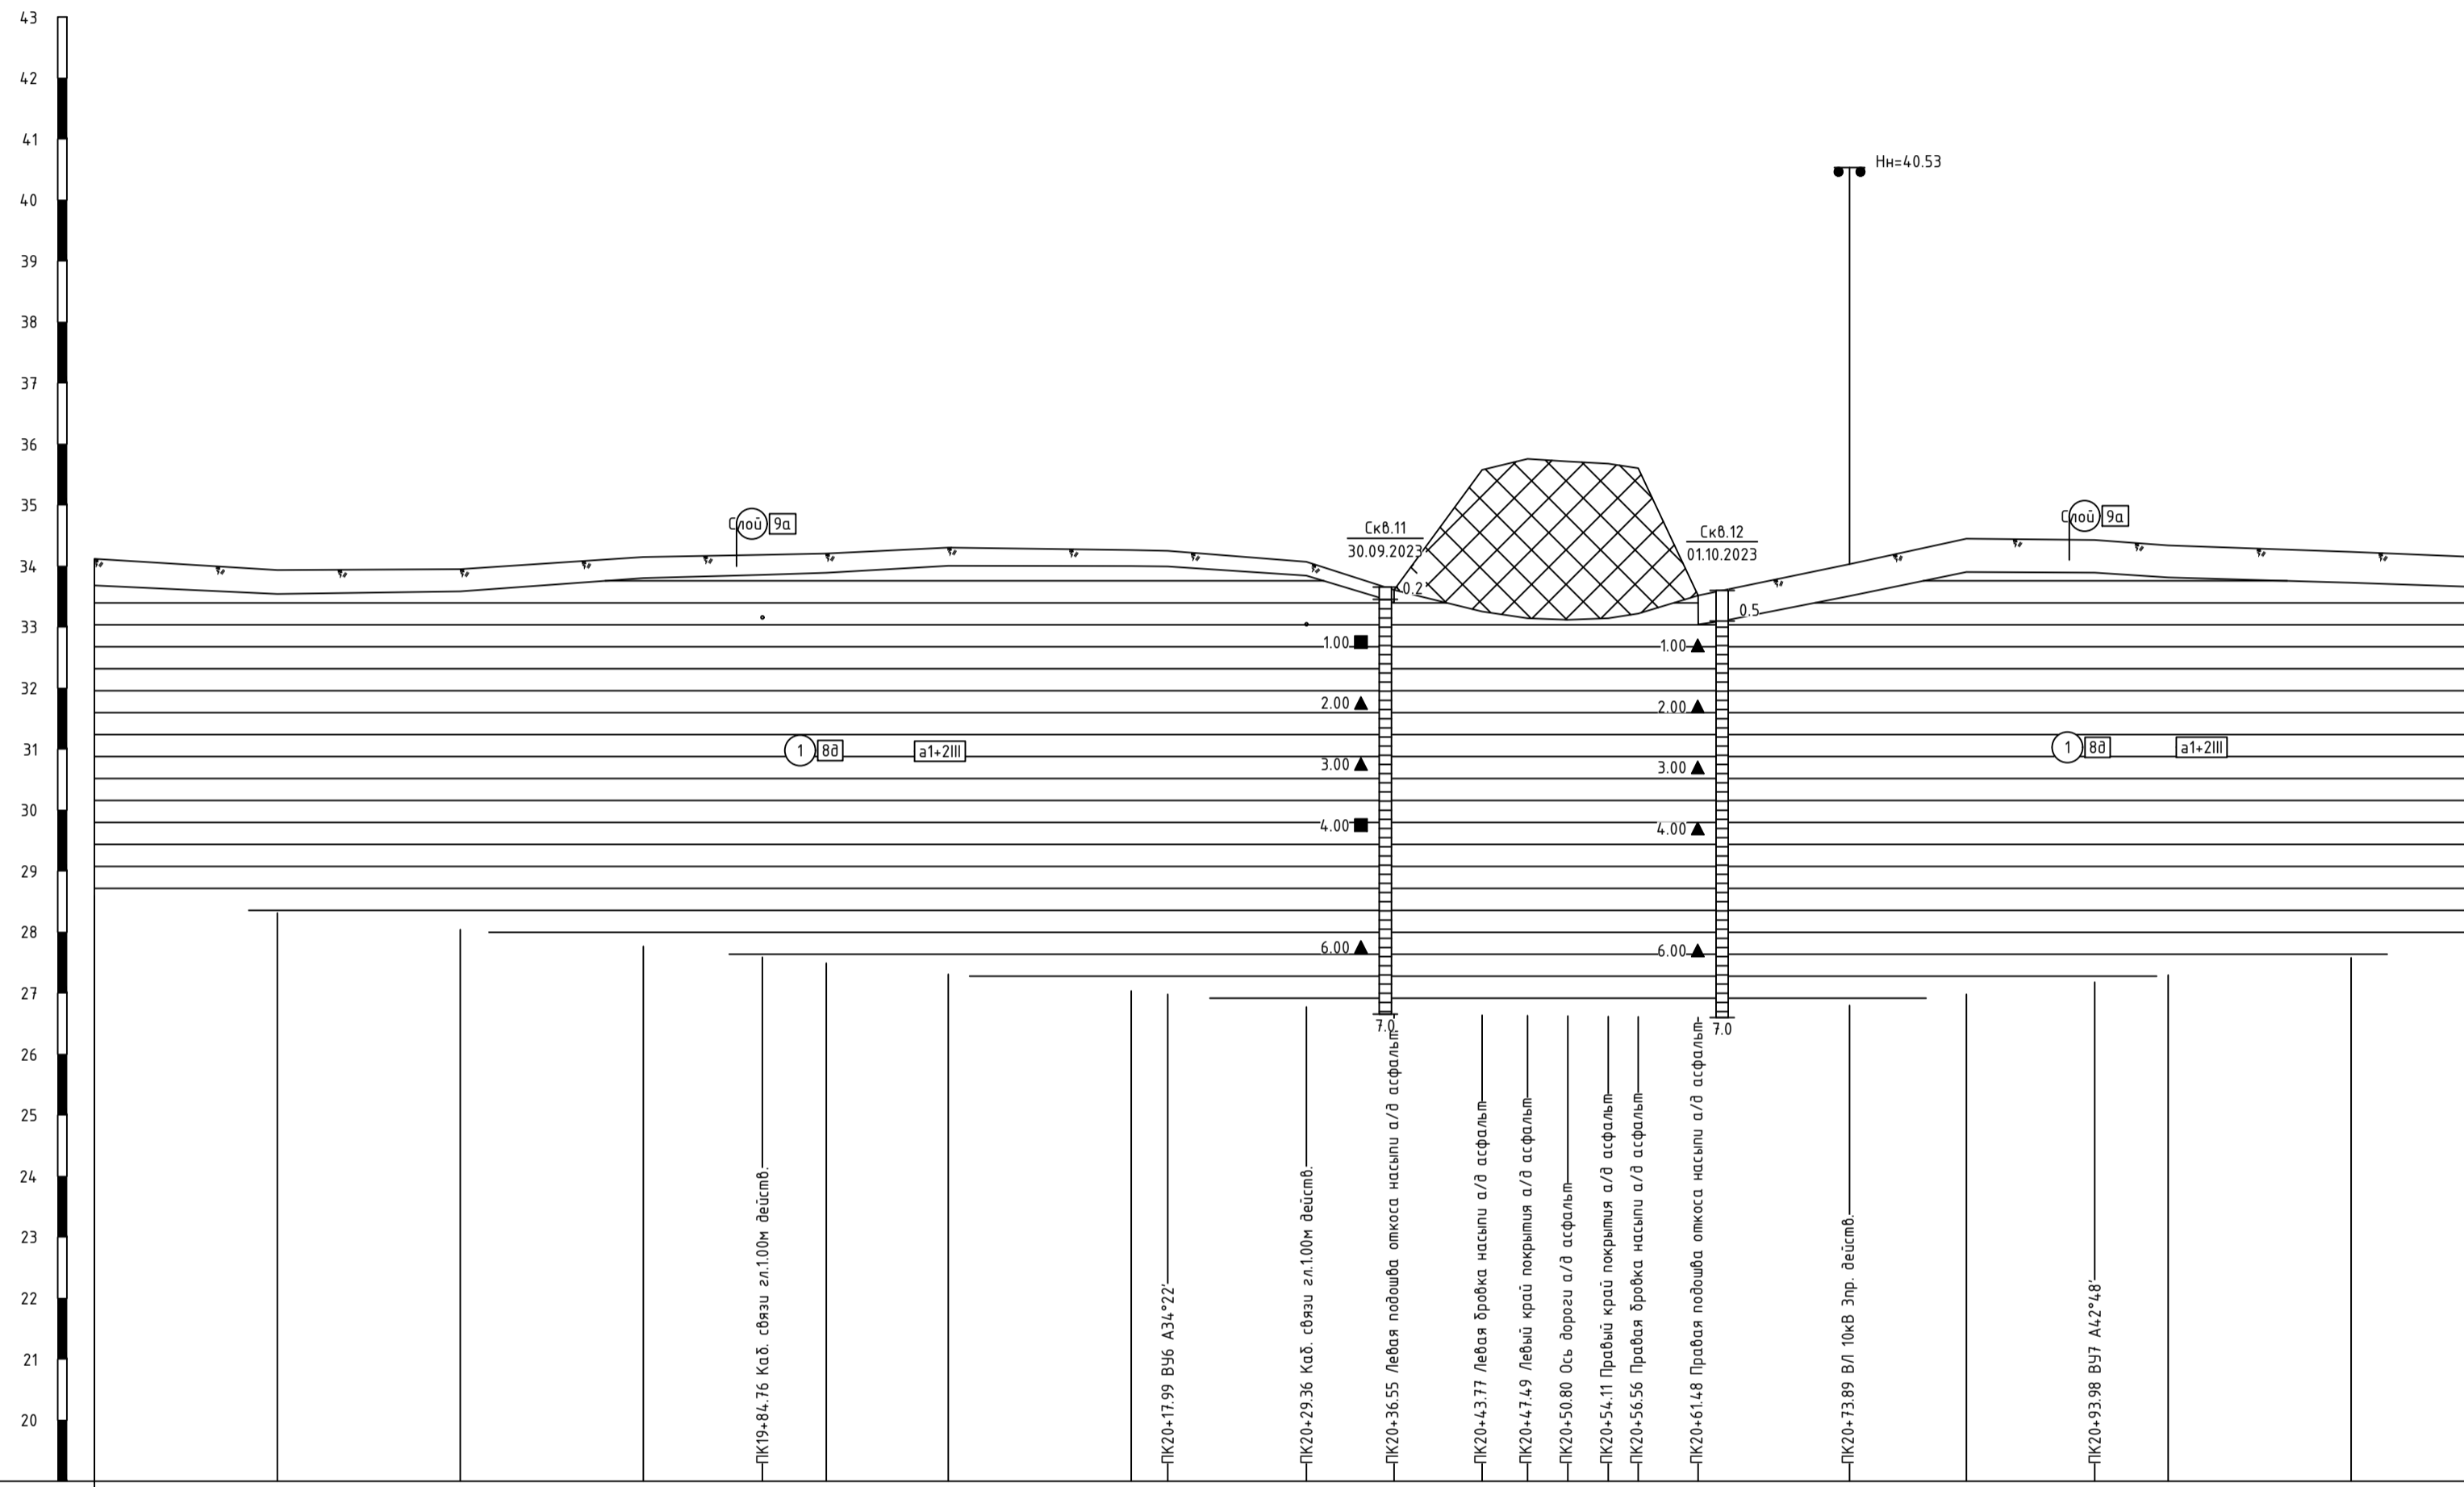 43
42
41
40
39
38
37
36
35
34
33
32
31
30
29
28
27
26
25
24
23
22
21
20
Нн=40.53
Слой 9а
Скв.11
30.09.2023
0.2
Скв.12
01.10.2023
0.5
Слой 9а
1.00
2.00
3.00
4.00
6.00
7.0
1.00
2.00
3.00
4.00
6.00
7.0
1 8д а1+2III
1 8д а1+2III
ПК19+84.76 Каб. связи гл.1.00м действ.
ПК20+17.99 ВУ6 А34°22'
ПК20+29.36 Каб. связи гл.1.00м действ.
ПК20+36.55 Левая подошва откоса насыпи а/д асфальт
ПК20+43.77 Левая бровка насыпи а/д асфальт
ПК20+47.49 Левый край покрытия а/д асфальт
ПК20+50.80 Ось дороги а/д асфальт
ПК20+54.11 Правый край покрытия а/д асфальт
ПК20+56.56 Правая бровка насыпи а/д асфальт
ПК20+61.48 Правая подошва откоса насыпи а/д асфальт
ПК20+73.89 ВЛ 10кВ 3пр. действ.
ПК20+93.98 ВУ7 А42°48'